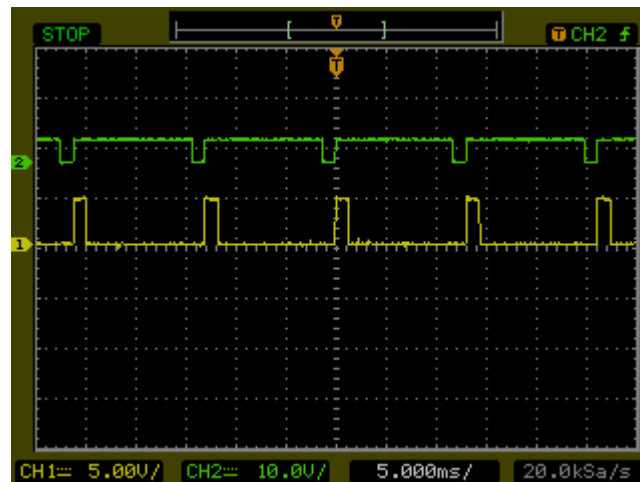 STOP
T
T CH2
T
2
1
CH1 5.00V/ CH2 10.0V/ 5.000ms/ 20.0kSa/s